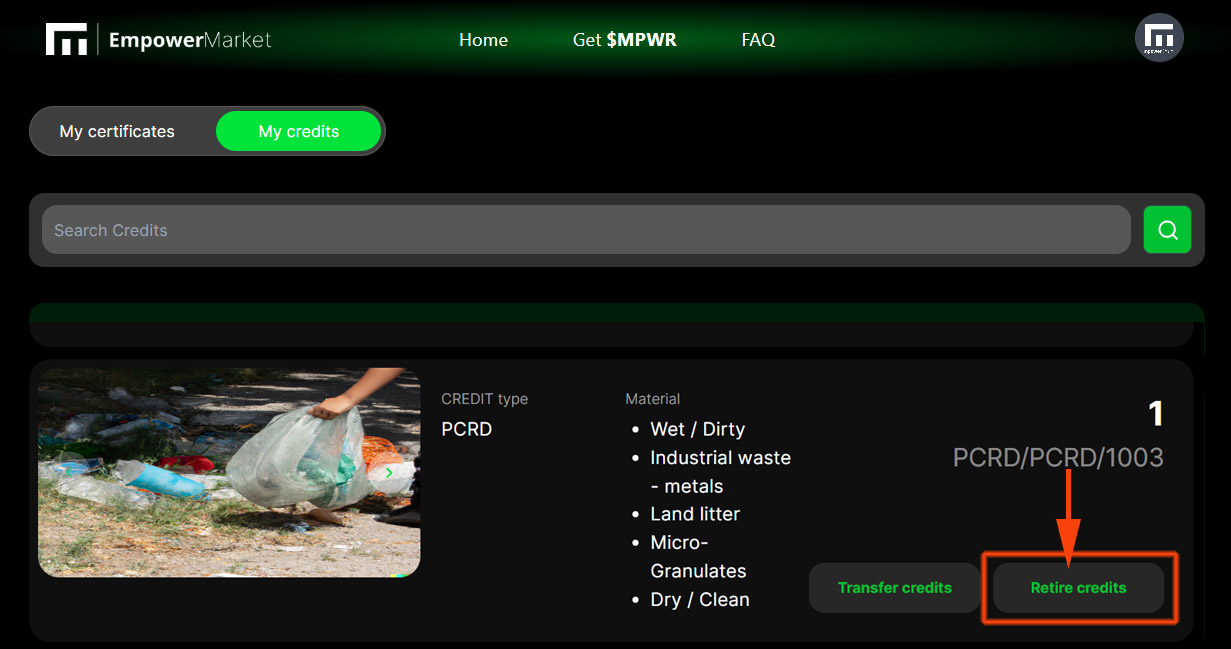 EmpowerMarket
Home
Get $MPWR
FAQ
My certificates
My credits
Search Credits
CREDIT type
PCRD
Material
• Wet / Dirty
• Industrial waste
- metals
• Land litter
• Micro-
Granulates
• Dry / Clean
1
PCRD/PCRD/1003
Transfer credits
Retire credits